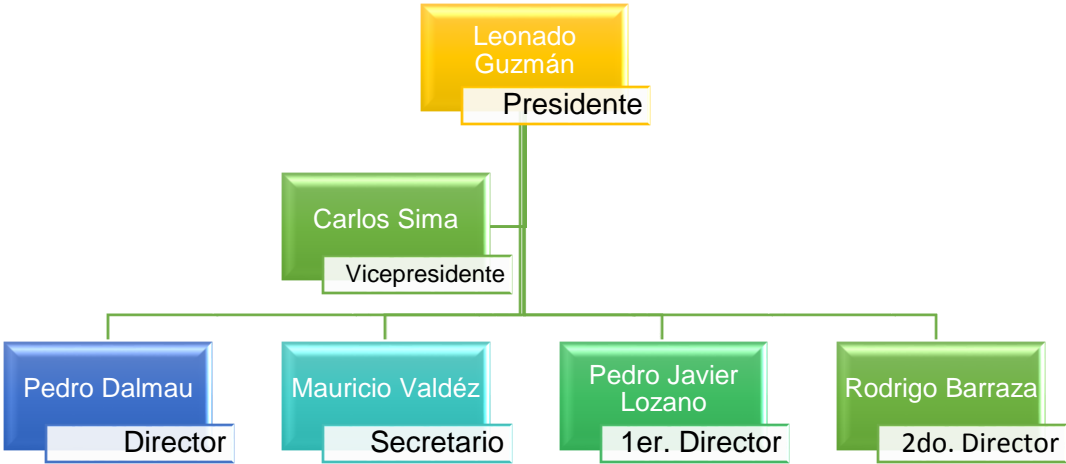 Leonado
Guzmán
Presidente
Carlos Sima
Vicepresidente
Pedro Dalmau
Director
Mauricio Valdéz
Secretario
Pedro Javier
Lozano
1er. Director
Rodrigo Barraza
2do. Director